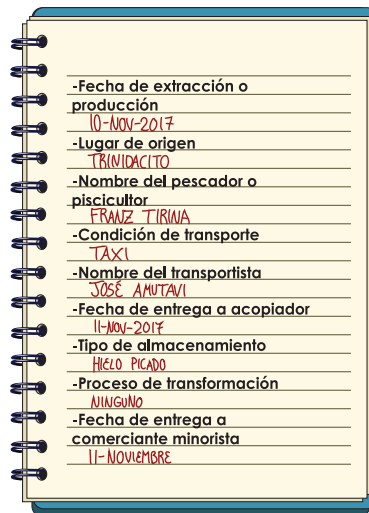 -Fecha de extracción o
producción
10-NOV-2017
-Lugar de origen
TRINIDACITO
-Nombre del pescador o
piscicultor
FRANZ TIRINA
-Condición de transporte
TAXI
-Nombre del transportista
JOSÉ AMUTAVI
-Fecha de entrega a acopiador
11-NOV-2017
-Tipo de almacenamiento
HIELO PICADO
-Proceso de transformación
NINGUNO
-Fecha de entrega a
comerciante minorista
11-NOVIEMBRE